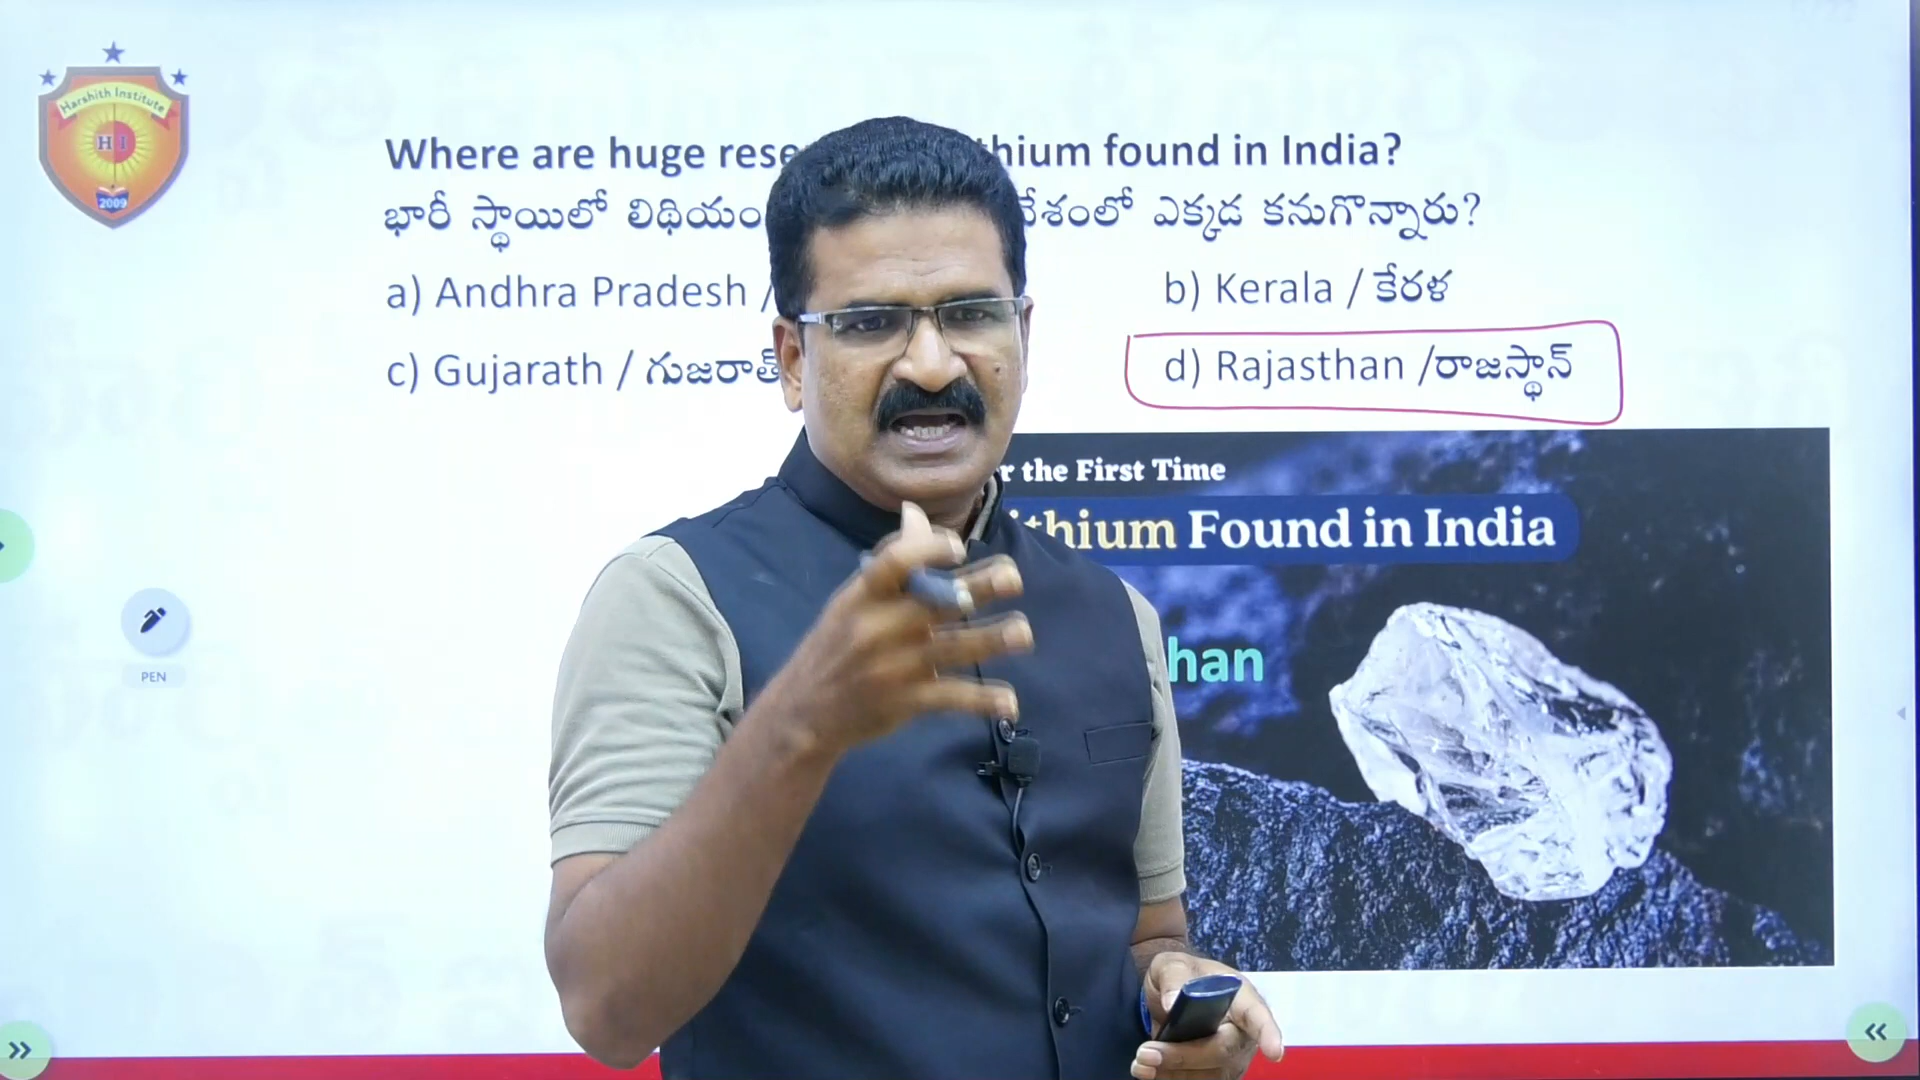 Harshith Institute
H I
2009
Where are huge rese thium found in India?
భారీ స్థాయిలో లిథియం దేశంలో ఎక్కడ కనుగొన్నారు?
a) Andhra Pradesh / b) Kerala / కేరళ
c) Gujarath / గుజరాత్ d) Rajasthan /రాజస్థాన్
r the First Time
ithium Found in India
han
PEN